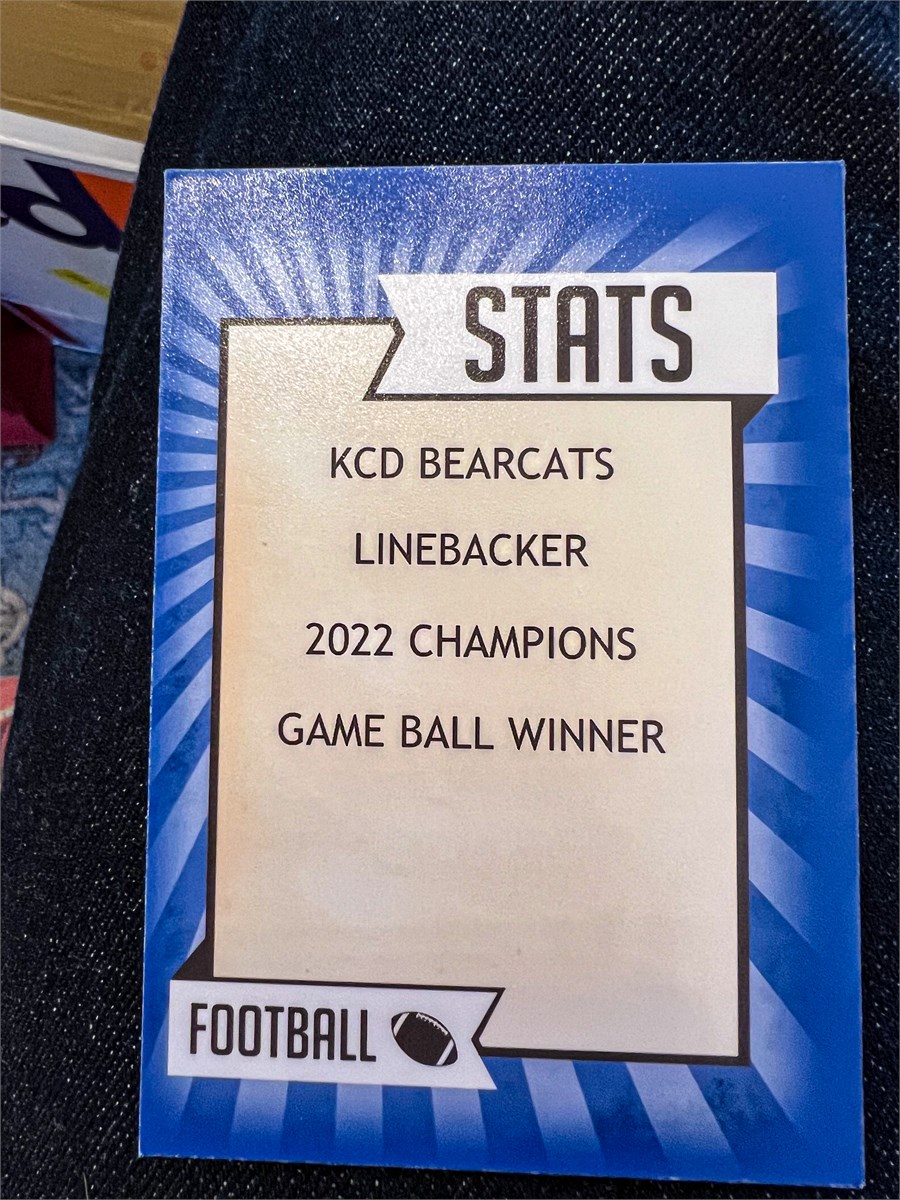 STATS
KCD BEARCATS
LINEBACKER
2022 CHAMPIONS
GAME BALL WINNER
FOOTBALL